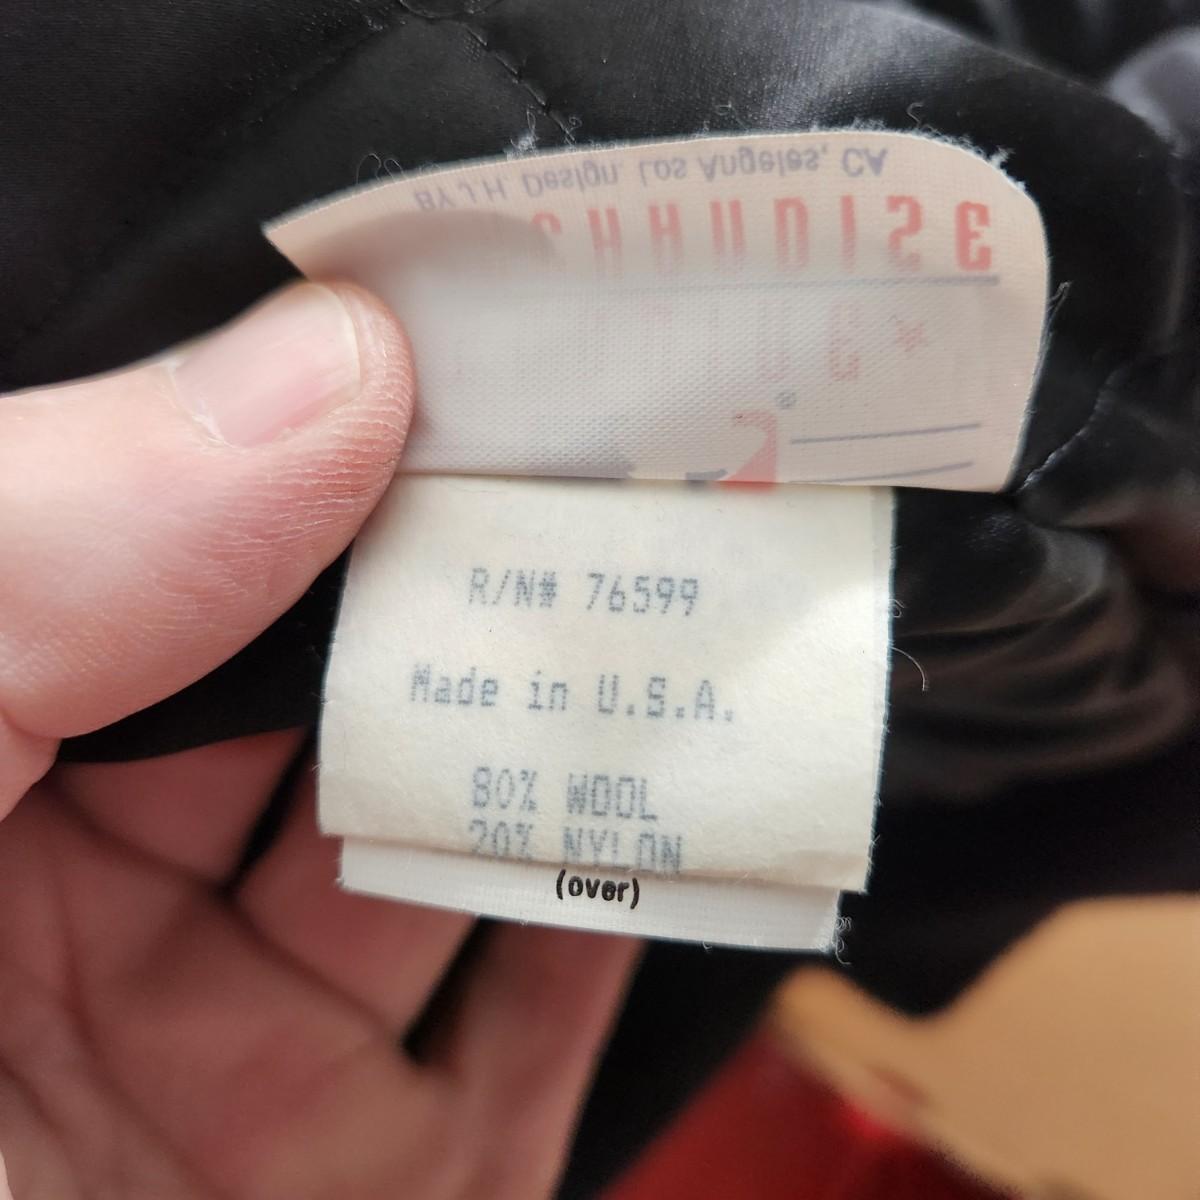 BY J.H. Design, Los Angeles, CA
R/N# 76599
Made in U.S.A.
80% WOOL
20% NYLON
(over)